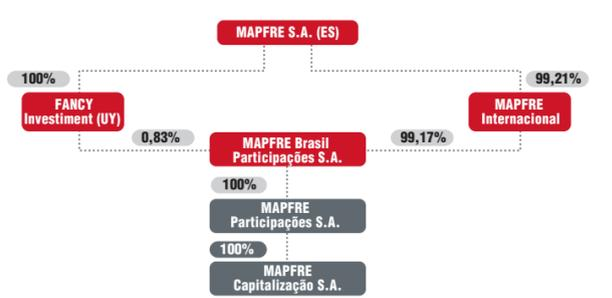 MAPFRE S.A. (ES)
100%
99,21%
FANCY
Investiment (UY)
MAPFRE
Internacional
0,83%
MAPFRE Brasil
Participações S.A.
99,17%
100%
MAPFRE
Participações S.A.
100%
MAPFRE
Capitalização S.A.